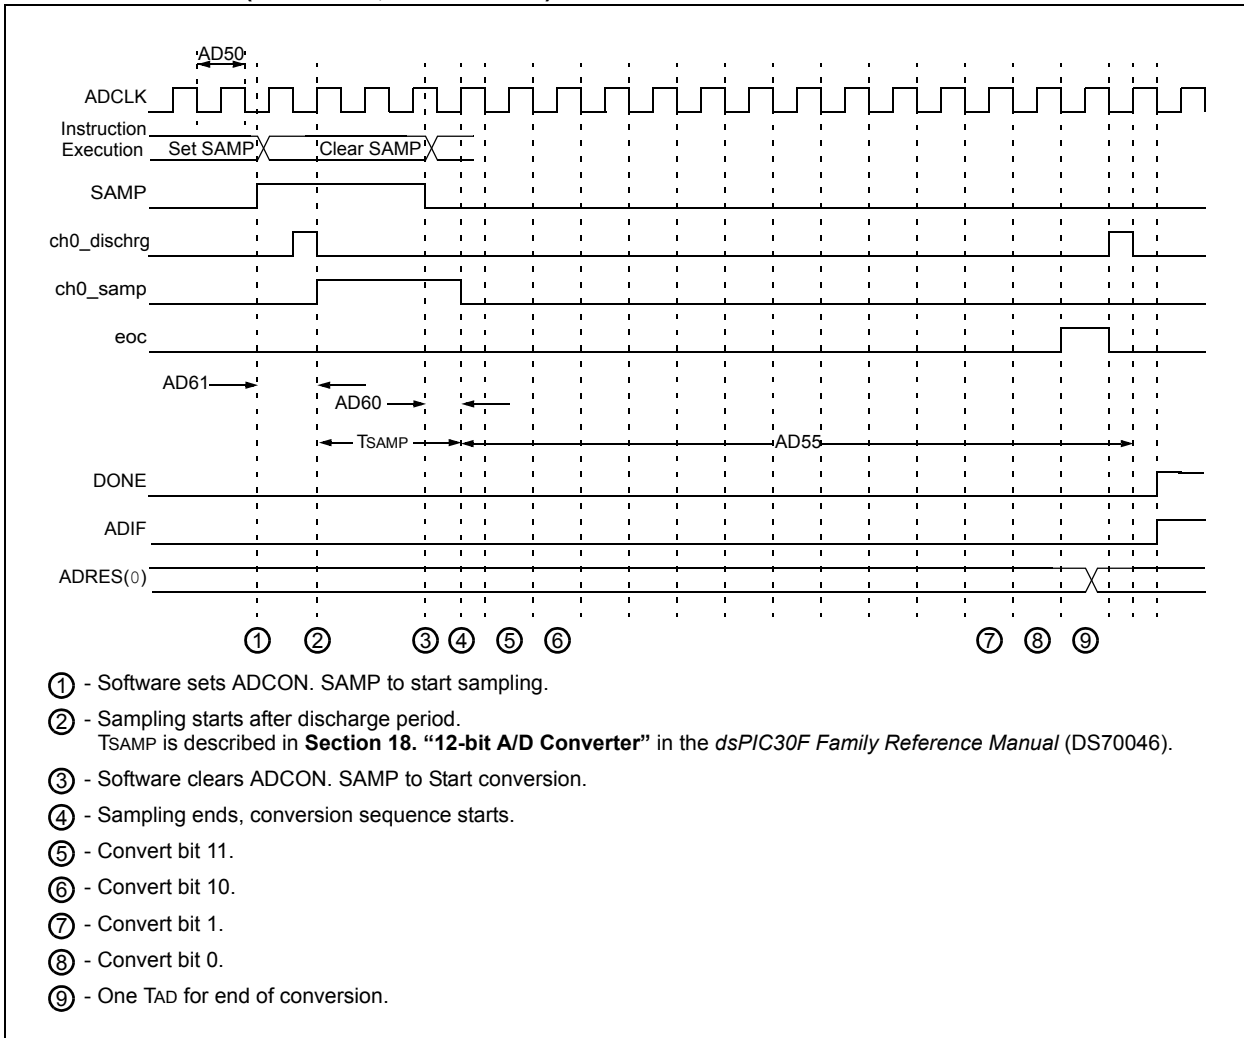 AD50
ADCLK
Instruction
Execution
Set SAMP
Clear SAMP
SAMP
ch0_dischrg
ch0_samp
eoc
AD61
AD60
TSAMP
AD55
DONE
ADIF
ADRES(0)
1 2 3 4 5 6 7 8 9
1 - Software sets ADCON. SAMP to start sampling.
2 - Sampling starts after discharge period.
TSAMP is described in Section 18. “12-bit A/D Converter” in the dsPIC30F Family Reference Manual (DS70046).
3 - Software clears ADCON. SAMP to Start conversion.
4 - Sampling ends, conversion sequence starts.
5 - Convert bit 11.
6 - Convert bit 10.
7 - Convert bit 1.
8 - Convert bit 0.
9 - One TAD for end of conversion.